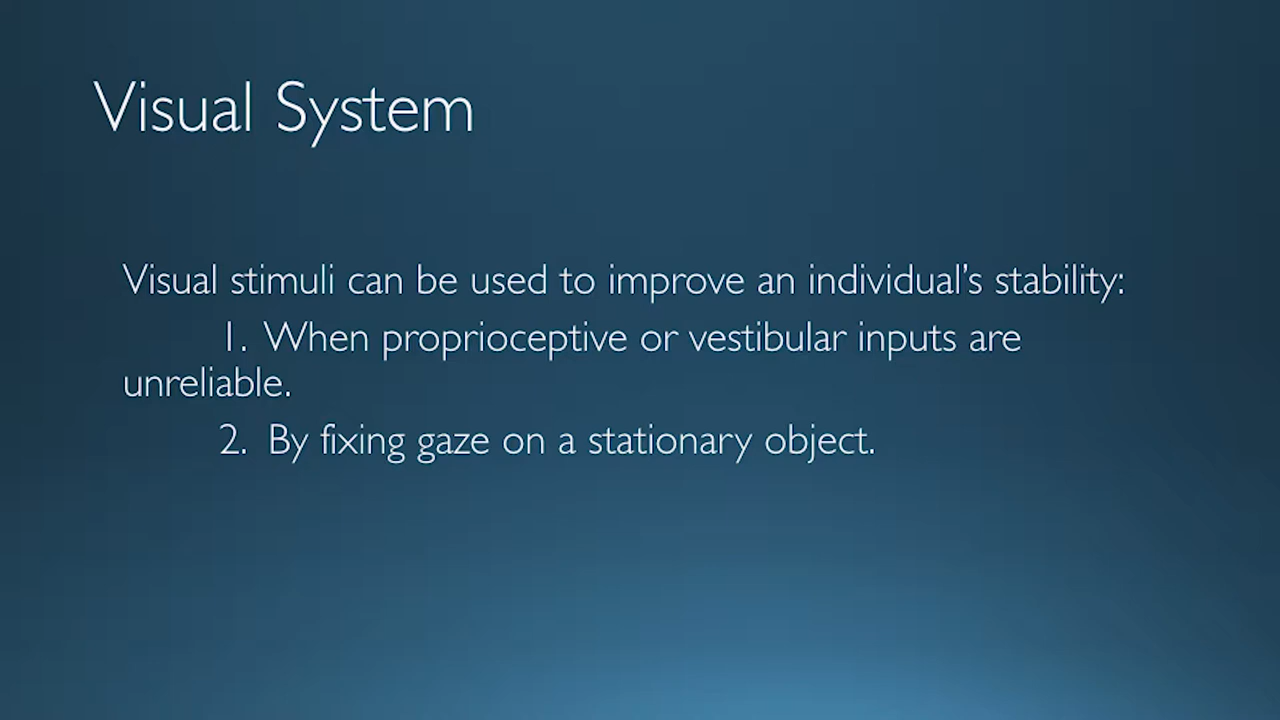 Visual System
Visual stimuli can be used to improve an individual’s stability:
1. When proprioceptive or vestibular inputs are
unreliable.
2. By fixing gaze on a stationary object.